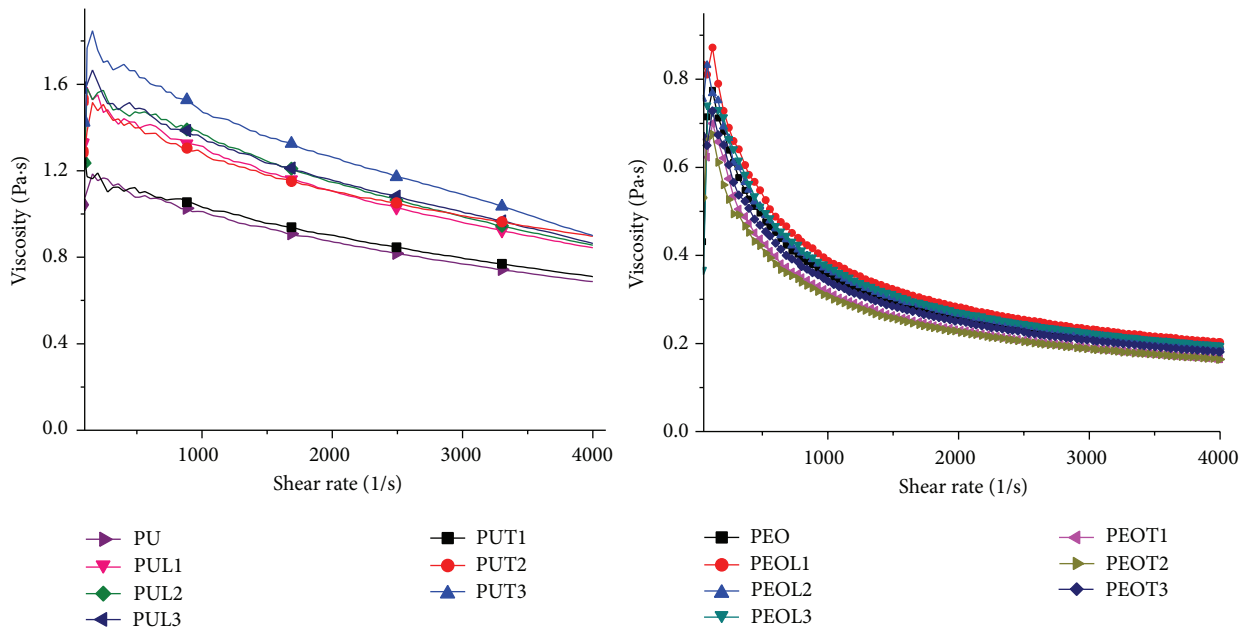 Viscosity (Pa·s)
1.6
1.2
0.8
0.4
0.0
1000 2000 3000 4000
Shear rate (1/s)
PU
PUL1
PUL2
PUL3
PUT1
PUT2
PUT3
Viscosity (Pa·s)
0.8
0.6
0.4
0.2
0.0
1000 2000 3000 4000
Shear rate (1/s)
PEO
PEOL1
PEOL2
PEOL3
PEOT1
PEOT2
PEOT3